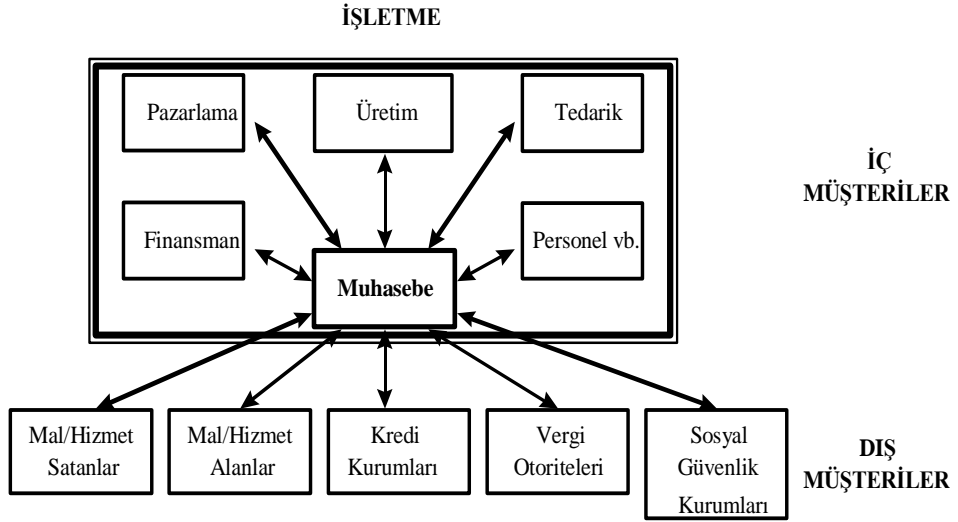 İŞLETME
Pazarlama
Üretim
Tedarik
İÇ
MÜŞTERİLER
Finansman
Personel vb.
Muhasebe
Mal/Hizmet
Satanlar
Mal/Hizmet
Alanlar
Kredi
Kurumları
Vergi
Otoriteleri
Sosyal
Güvenlik
Kurumları
DIŞ
MÜŞTERİLER